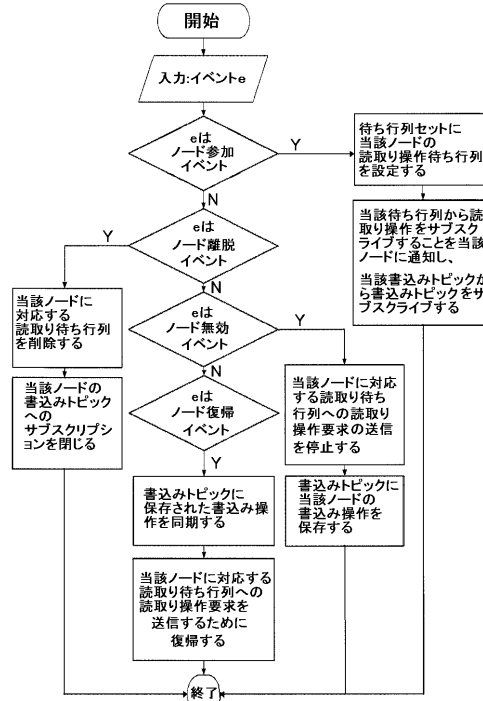 開始
入力:イベントe
eは
ノード参加
イベント
Y
N
待ち行列セットに
当該ノードの
読取り操作待ち行列
を設定する
当該待ち行列から読
取り操作をサブスク
ライブすることを当該
ノードに通知し、
当該書込みトピックか
ら書込みトピックをサ
ブスクライブする
eは
ノード離脱
イベント
Y
N
当該ノードに
対応する
読取り待ち行列
を削除する
当該ノードの
書込みトピック
への
サブスクリプ
ションを閉じる
eは
ノード無効
イベント
Y
N
当該ノードに対応
する読取り待ち
行列への読取り
操作要求の送信
を停止する
書込みトピックに
当該ノードの
書込み操作を
保存する
eは
ノード復帰
イベント
Y
書込みトピックに
保存された書込み操
作を同期する
当該ノードに対応する
読取り待ち行列への
読取り操作要求を
送信するために
復帰する
終了